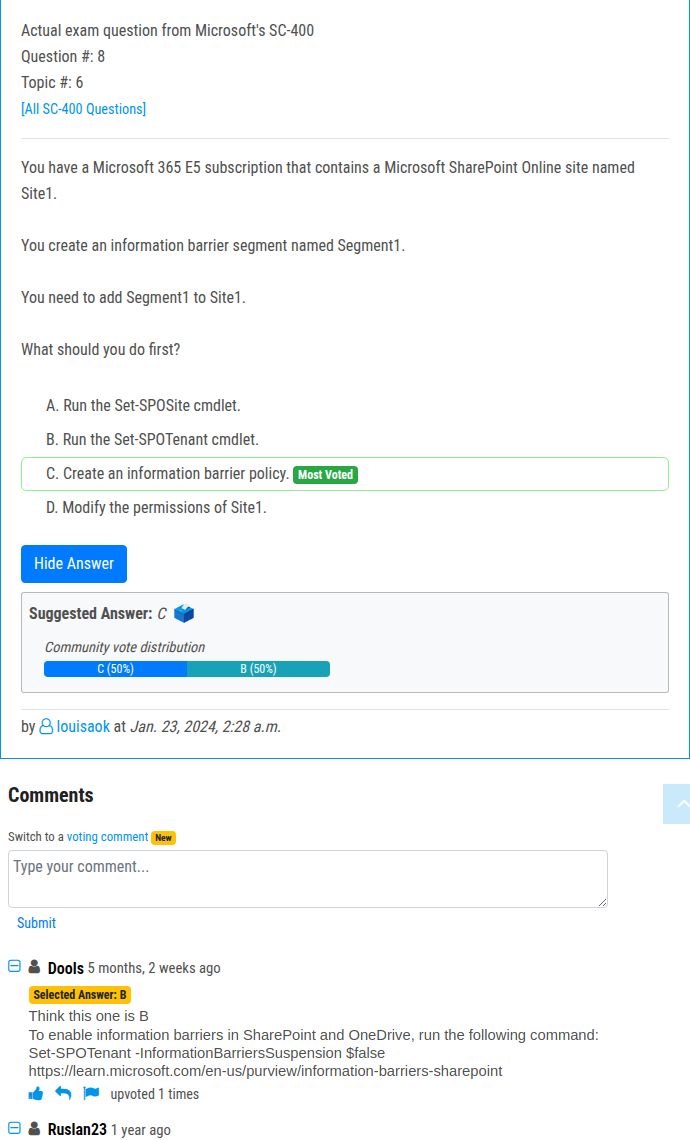 Actual exam question from Microsoft's SC-400
Question #: 8
Topic #: 6
[All SC-400 Questions]
You have a Microsoft 365 E5 subscription that contains a Microsoft SharePoint Online site named
Site1.
You create an information barrier segment named Segment1.
You need to add Segment1 to Site1.
What should you do first?
A. Run the Set-SPOSite cmdlet.
B. Run the Set-SPOTenant cmdlet.
C. Create an information barrier policy. Most Voted
D. Modify the permissions of Site1.
Hide Answer
Suggested Answer: C
Community vote distribution
C (50%) B (50%)
by louisaok at Jan. 23, 2024, 2:28 a.m.
Comments
Switch to a voting comment New
Type your comment...
Submit
Dools 5 months, 2 weeks ago
Selected Answer: B
Think this one is B
To enable information barriers in SharePoint and OneDrive, run the following command:
Set-SPOTenant -InformationBarriersSuspension $false
https://learn.microsoft.com/en-us/purview/information-barriers-sharepoint
upvoted 1 times
Ruslan23 1 year ago